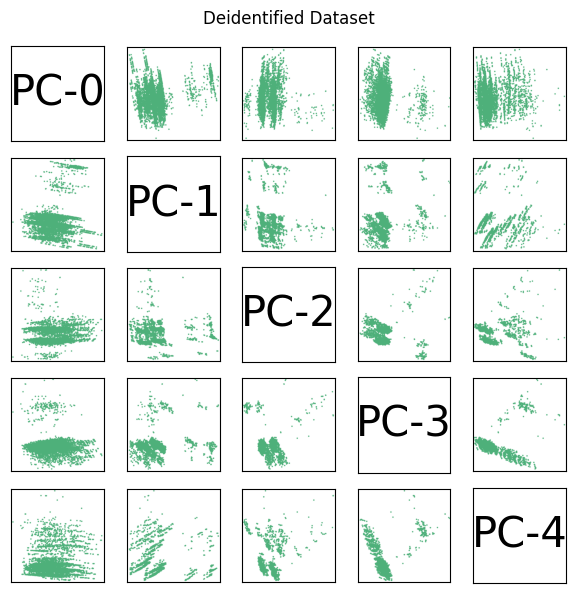 Deidentified Dataset
PC-0
PC-1
PC-2
PC-3
PC-4